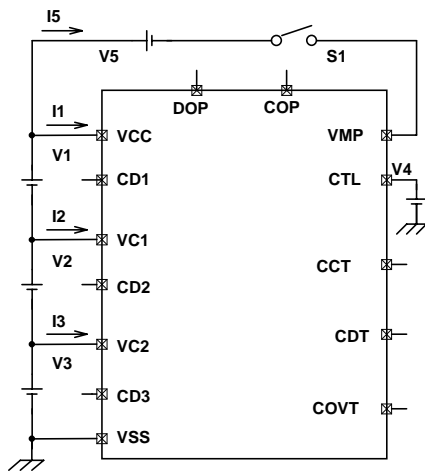 I5
V5
S1
DOP
COP
I1
V1
VCC
VMP
CD1
CTL
V4
I2
V2
VC1
CCT
CD2
I3
V3
VC2
CDT
CD3
COVT
VSS